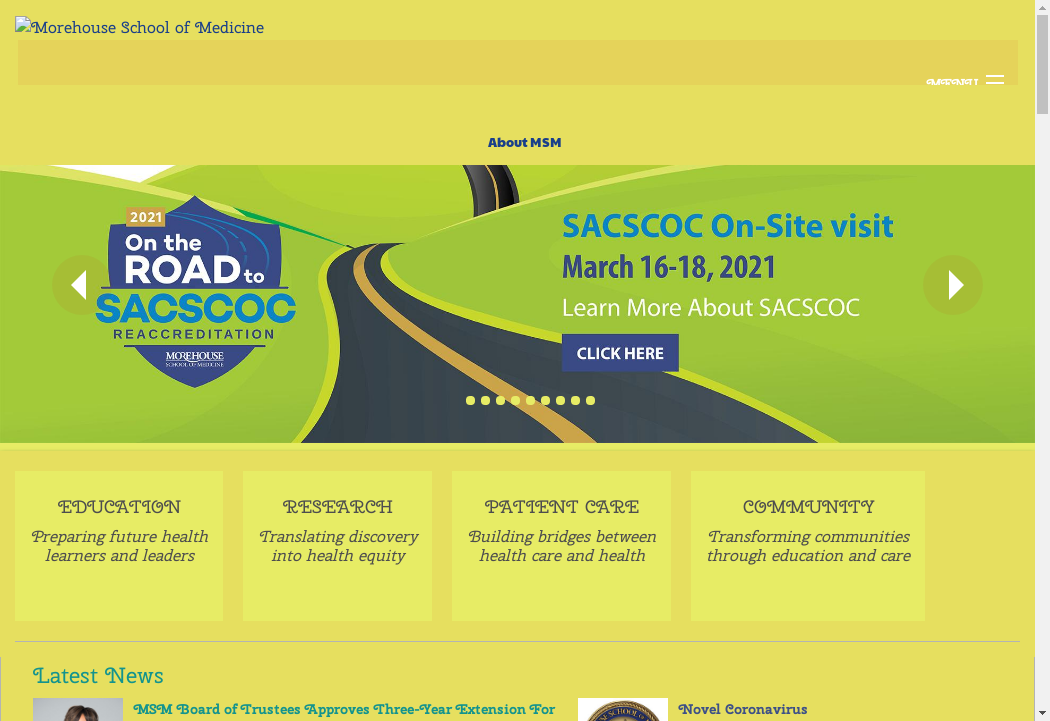 Morehouse School of Medicine
MENU
About MSM
2021
On the
ROAD to
SACSCOC
REACCREDITATION
MOREHOUSE
SCHOOL OF MEDICINE
SACSCOC On-Site visit
March 16-18, 2021
Learn More About SACSCOC
CLICK HERE
EDUCATION
Preparing future health
learners and leaders
RESEARCH
Translating discovery
into health equity
PATIENT CARE
Building bridges between
health care and health
COMMUNITY
Transforming communities
through education and care
Latest News
MSM Board of Trustees Approves Three-Year Extension For
Novel Coronavirus